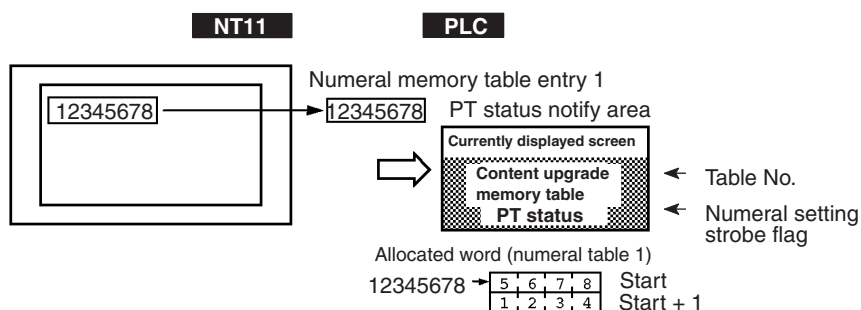 NT11 PLC
Numeral memory table entry 1
12345678 12345678 PT status notify area
Currently displayed screen
Content upgrade Table No.
memory table
PT status Numeral setting
strobe flag
Allocated word (numeral table 1)
12345678 5 6 7 8 Start
1 2 3 4 Start + 1